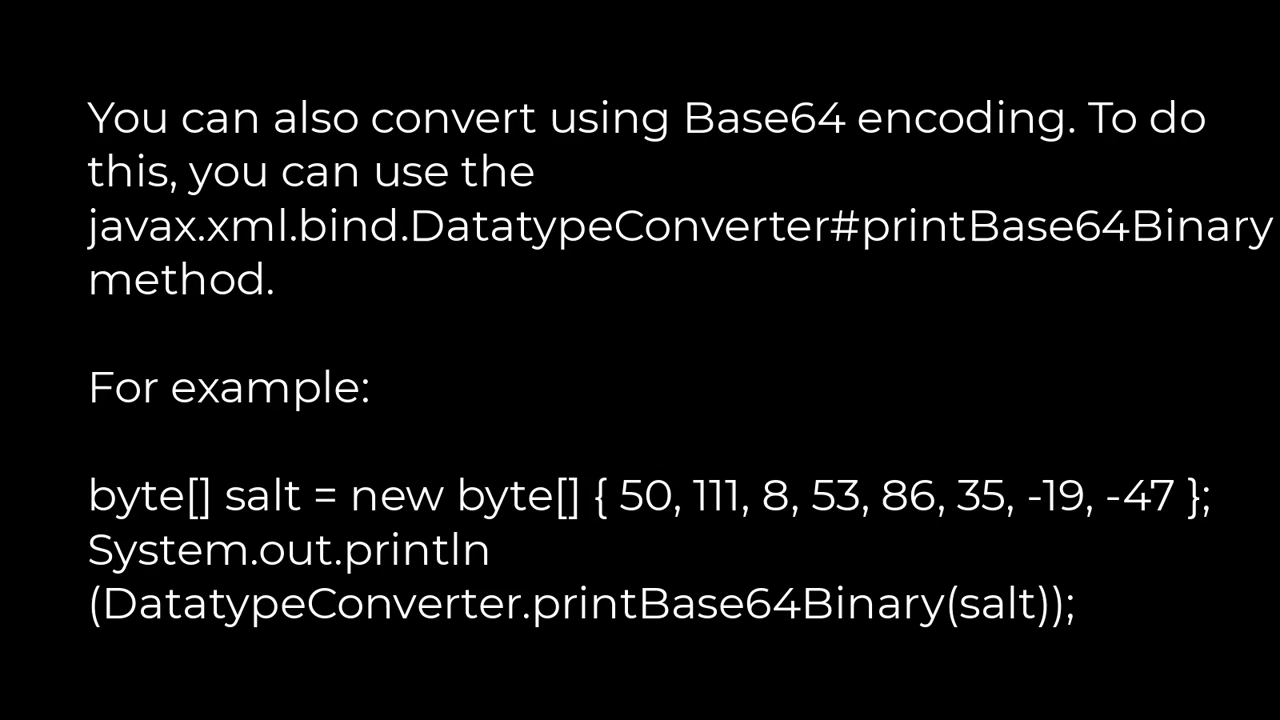 You can also convert using Base64 encoding. To do
this, you can use the
javax.xml.bind.DatatypeConverter#printBase64Binary
method.
For example:
byte[] salt = new byte[] { 50, 111, 8, 53, 86, 35, -19, -47 };
System.out.println
(DatatypeConverter.printBase64Binary(salt));